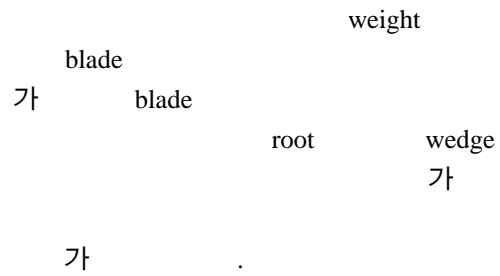 weight
blade
가 blade
root wedge
가
가 .